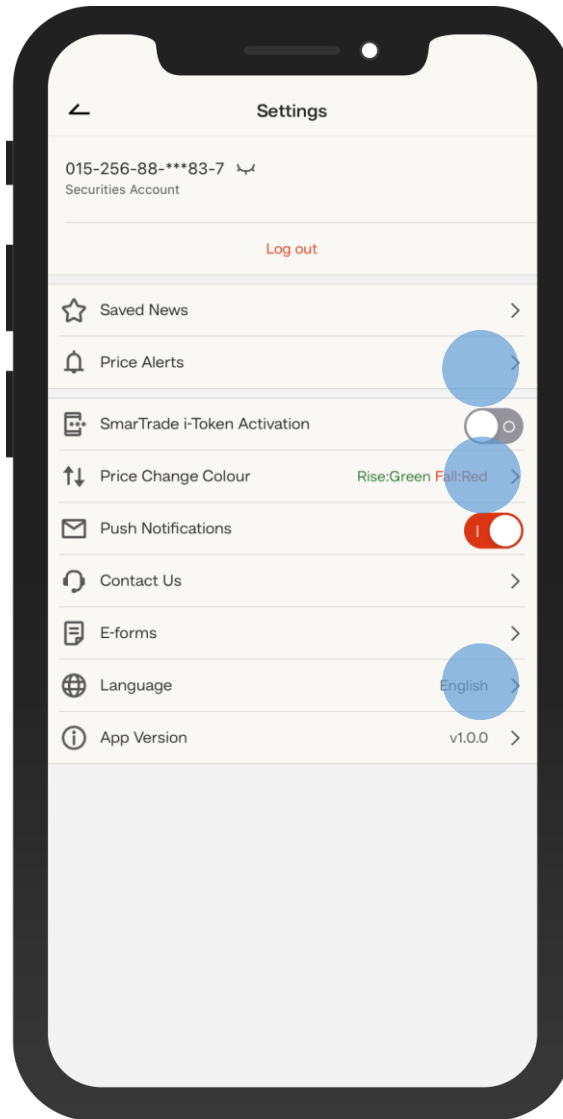 Settings
015-256-88-***83-7
Securities Account
Log out
Saved News
Price Alerts
SmarTrade i-Token Activation
Price Change Colour Rise:Green Fall:Red
Push Notifications
Contact Us
E-forms
Language English
App Version v1.0.0